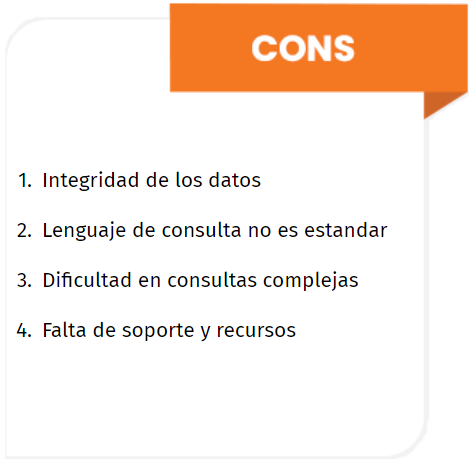 CONS
1. Integridad de los datos
2. Lenguaje de consulta no es estandar
3. Dificultad en consultas complejas
4. Falta de soporte y recursos